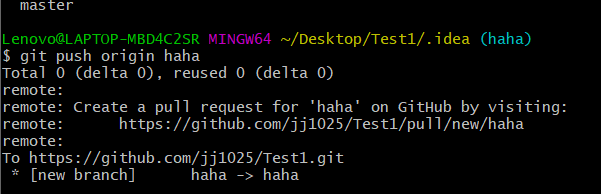 master
Lenovo@LAPTOP-MBD4C2SR MINGW64 ~/Desktop/Test1/.idea (haha)
$ git push origin haha
Total 0 (delta 0), reused 0 (delta 0)
remote:
remote: Create a pull request for 'haha' on GitHub by visiting:
remote:      https://github.com/jj1025/Test1/pull/new/haha
remote:
To https://github.com/jj1025/Test1.git
 * [new branch]      haha -> haha